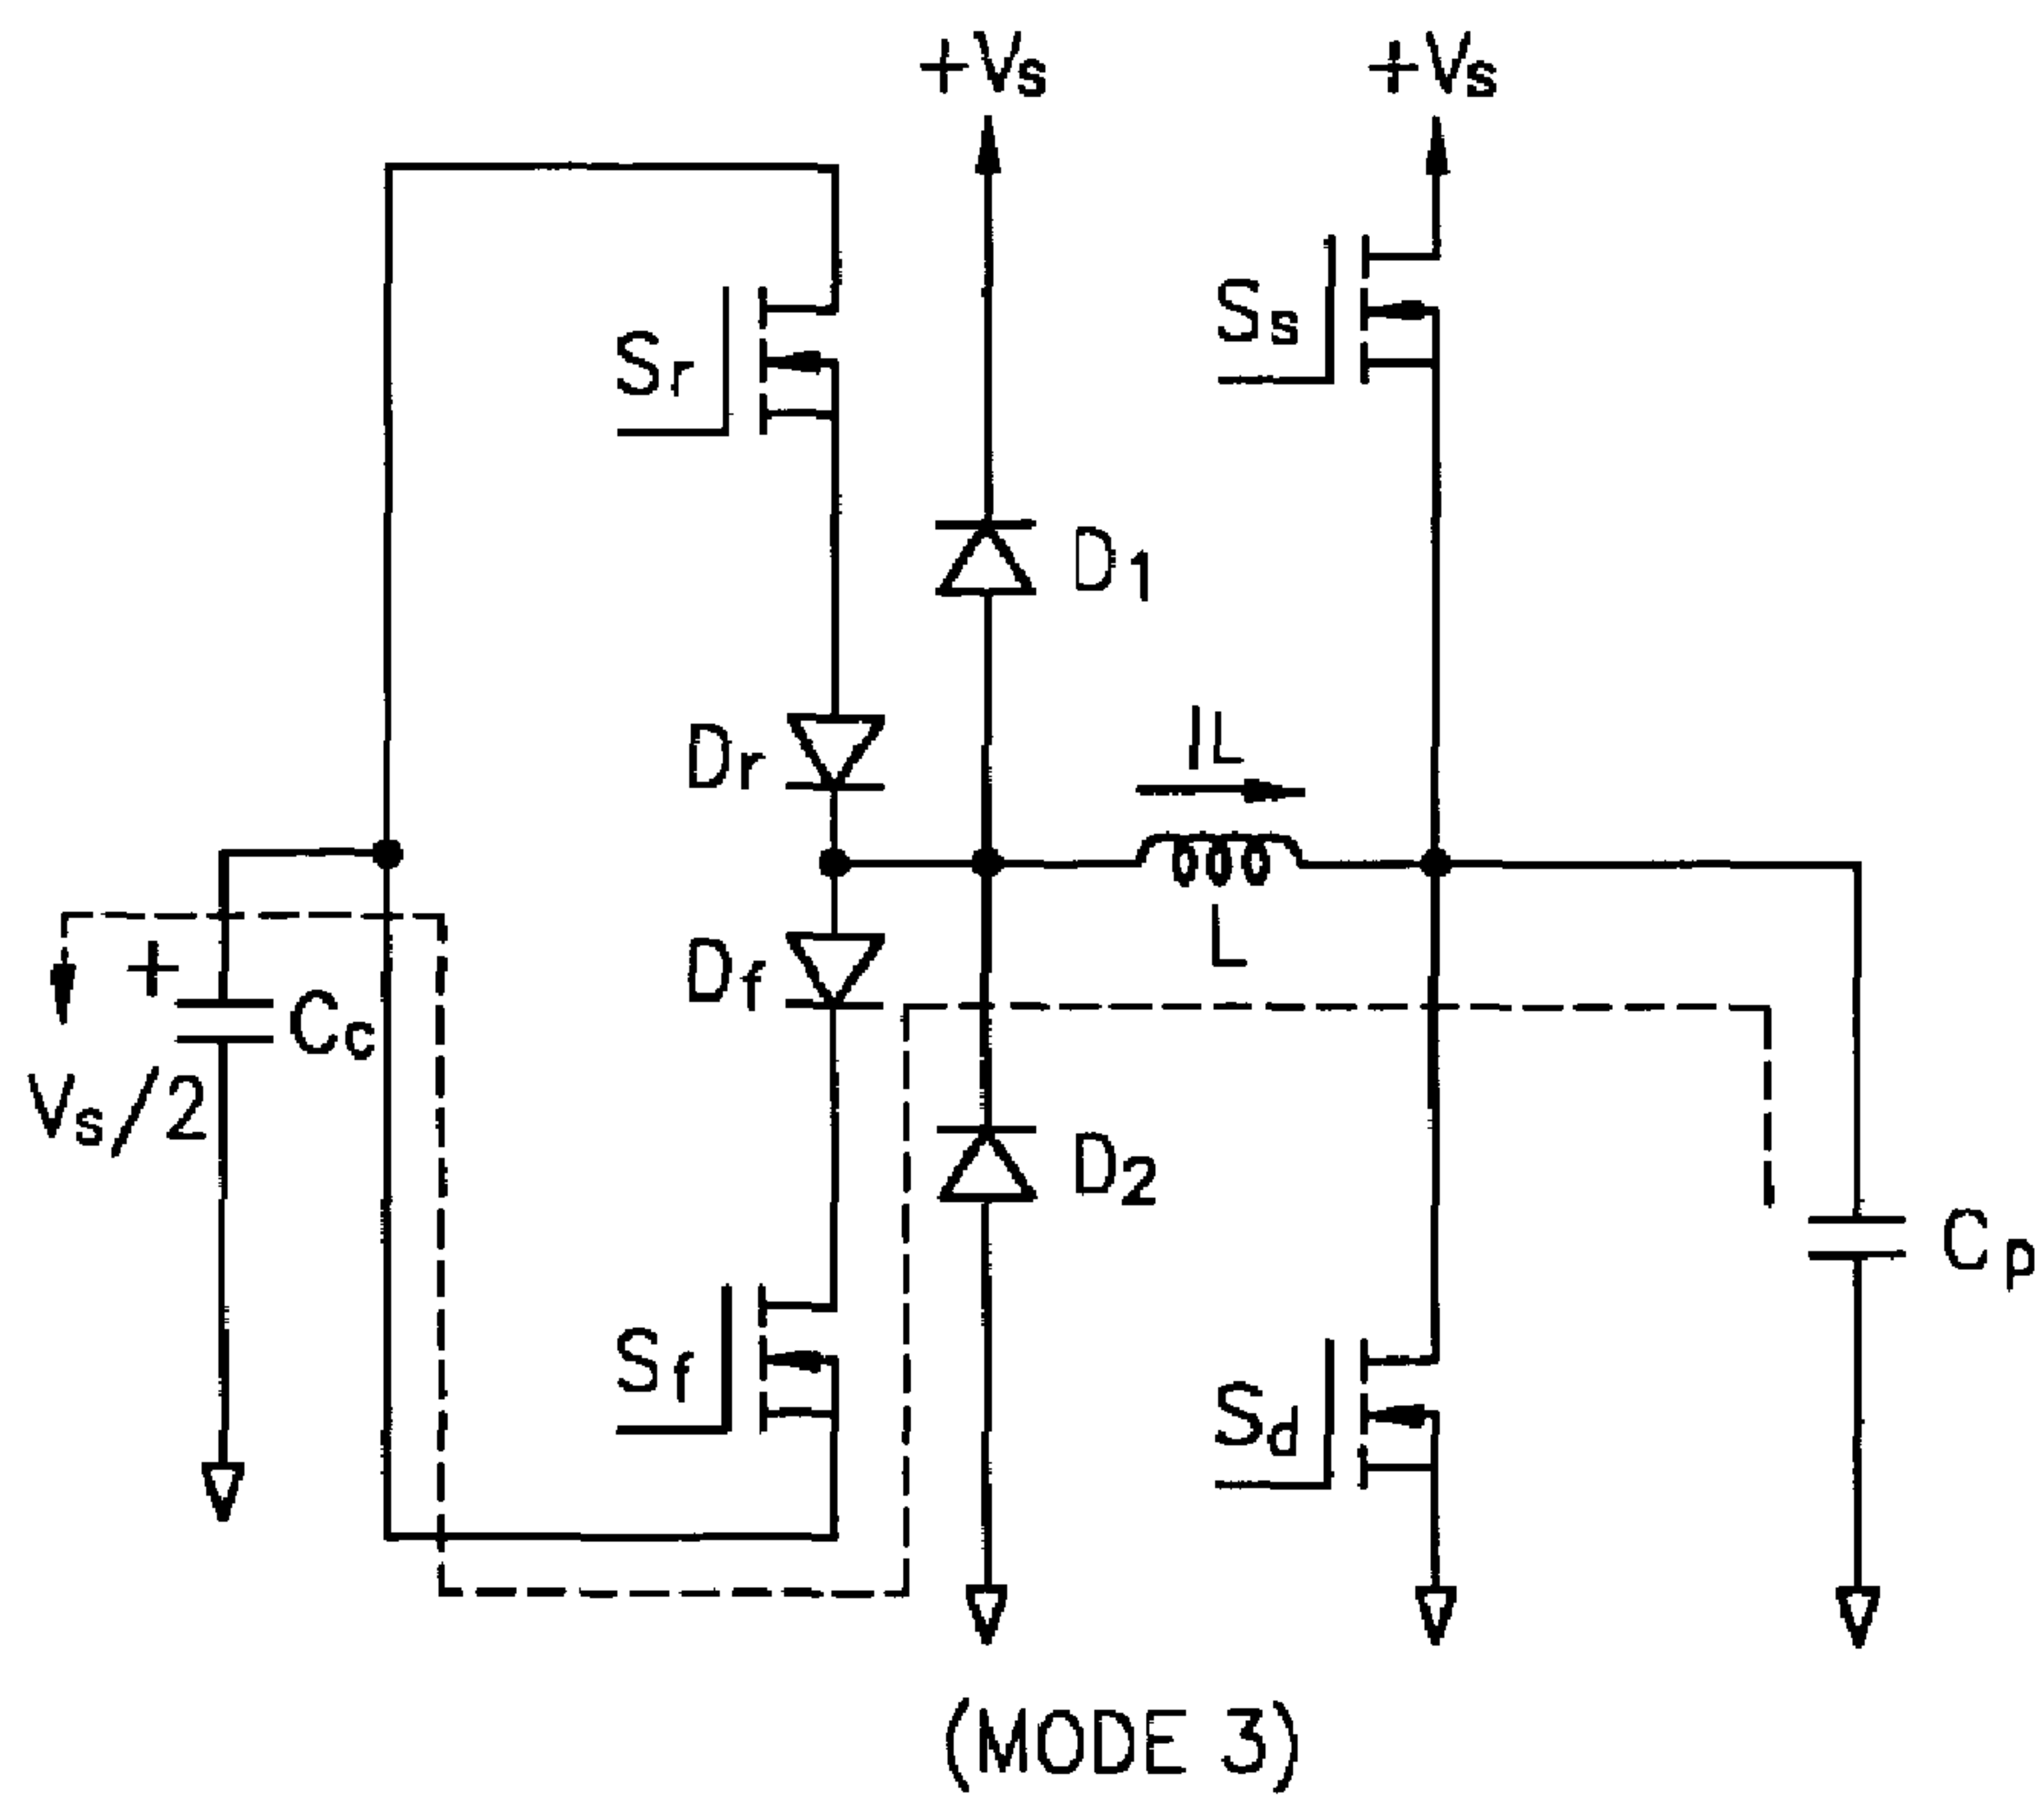 +Vs
+Vs
Sr
Ss
D1
Dr
IL
Df
L
+
Cc
Vs/2
D2
Cp
Sf
Sd
(MODE 3)